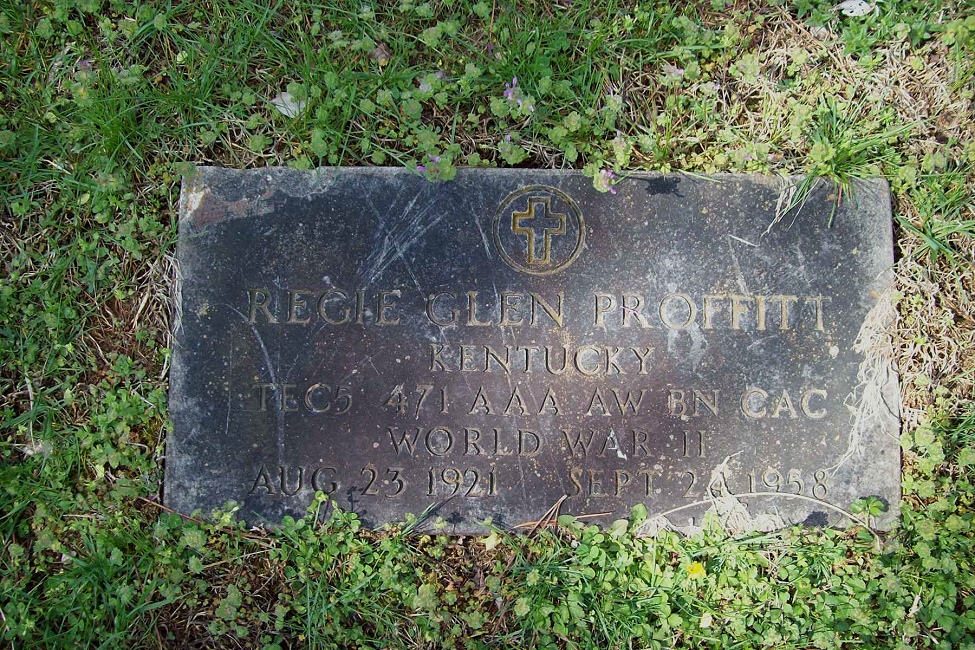 REGIE GLEN PROFFITT
KENTUCKY
TEC5 471 AAA AW BN CAC
WORLD WAR II
AUG 23 1921 SEPT 24 1958